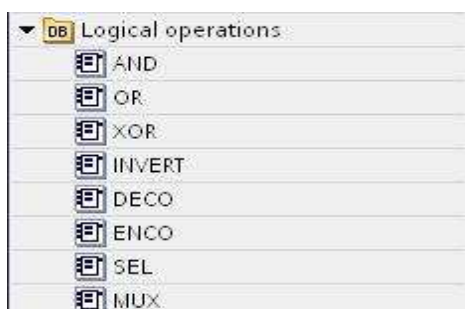 DB Logical operations
AND
OR
XOR
INVERT
DECO
ENCO
SEL
MUX